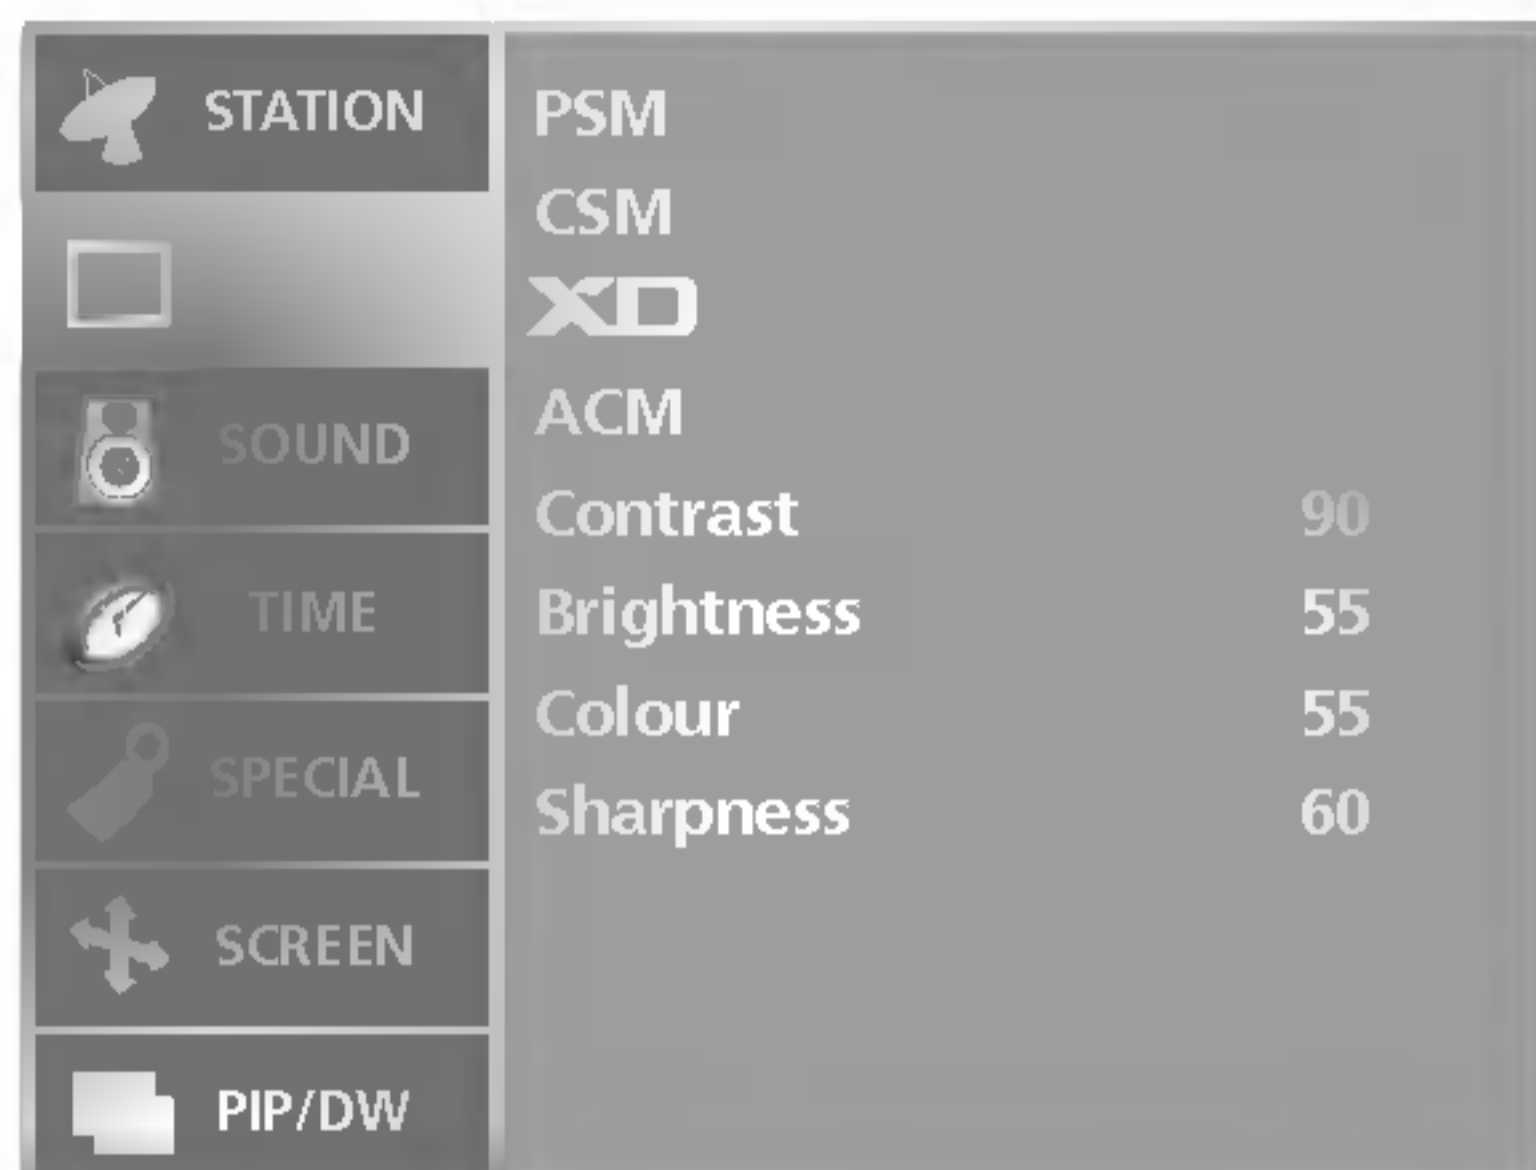 STATION
SOUND
TIME
SPECIAL
SCREEN
PIP/DW
PSM
CSM
XD
ACM
Contrast 90
Brightness 55
Colour 55
Sharpness 60